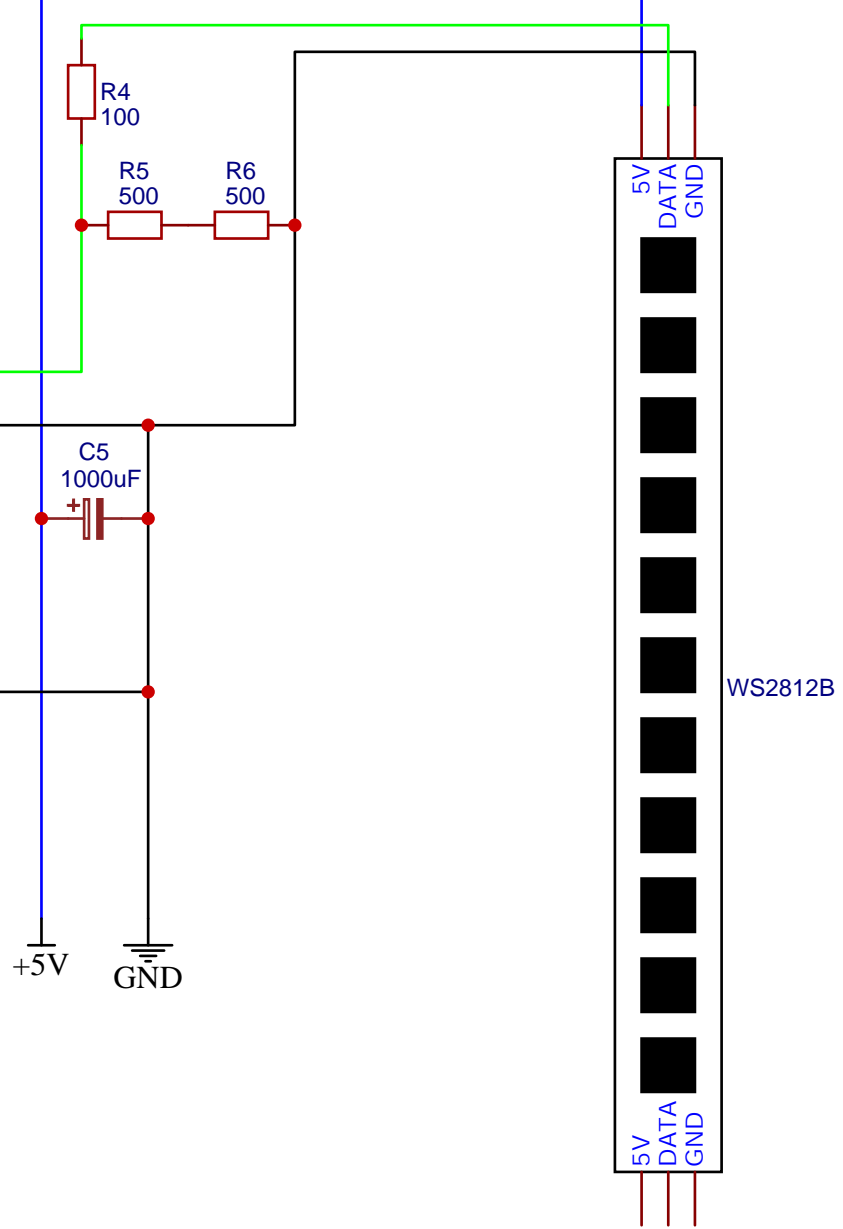 R4
100
R5
500
R6
500
5V
DATA
GND
C5
1000uF
+
WS2812B
+5V
GND
5V
DATA
GND